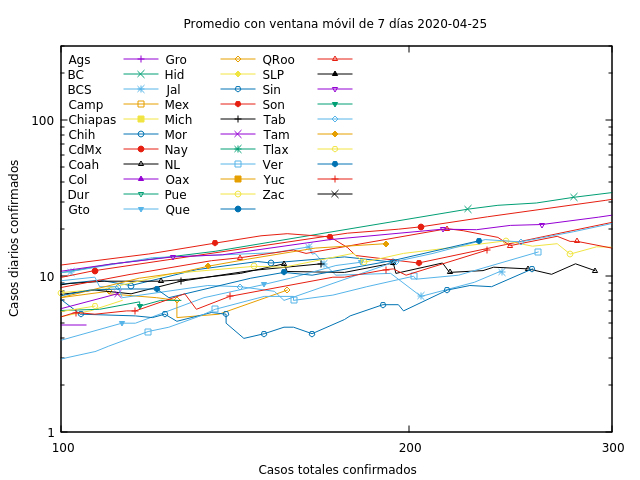 Promedio con ventana móvil de 7 días 2020-04-25
Casos diarios confirmados
100
10
1
Ags Gro QRoo
BC Hid SLP
BCS Jal Sin
Camp Mex Son
Chiapas Mich Tab
Chih Mor Tam
CdMx Nay Tlax
Coah NL Ver
Col Oax Yuc
Dur Pue Zac
Gto Que
100 200 300
Casos totales confirmados